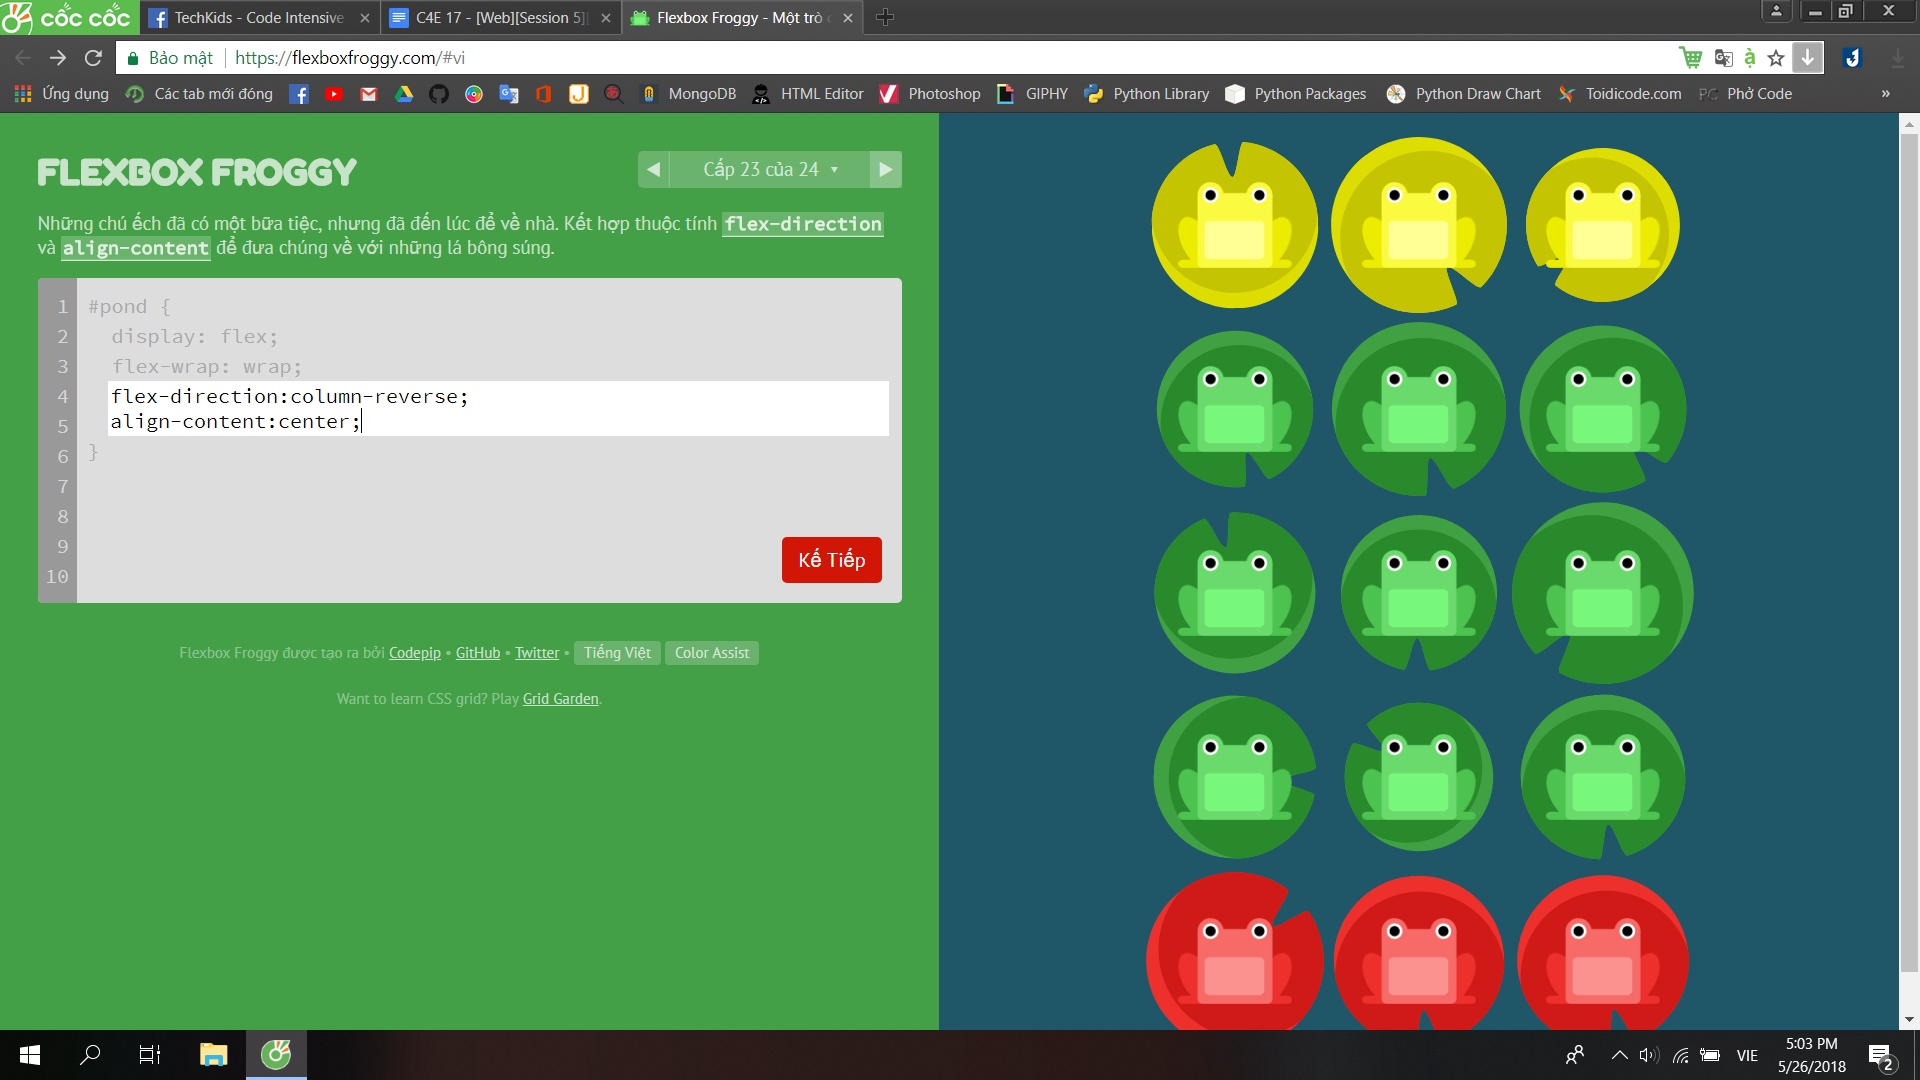 cốc cốc
TechKids - Code Intensive
C4E 17 - [Web][Session 5]
Flexbox Froggy - Một trò
Bảo mật
https://flexboxfroggy.com/#vi
Ứng dụng
Các tab mới đóng
MongoDB
HTML Editor
Photoshop
GIPHY
Python Library
Python Packages
Python Draw Chart
Toidicode.com
PC
Phở Code
»
FLEXBOX FROGGY
Cấp 23 của 24
Những chú ếch đã có một bữa tiệc, nhưng đã đến lúc để về nhà. Kết hợp thuộc tính flex-direction
và align-content để đưa chúng về với những lá bông súng.
1 #pond {
2 display: flex;
3 flex-wrap: wrap;
4 flex-direction:column-reverse;
5 align-content:center;
6 }
7
8
9
10
Kế Tiếp
Flexbox Froggy được tạo ra bởi Codepip • GitHub • Twitter • Tiếng Việt Color Assist
Want to learn CSS grid? Play Grid Garden.
VIE
5:03 PM
5/26/2018
2